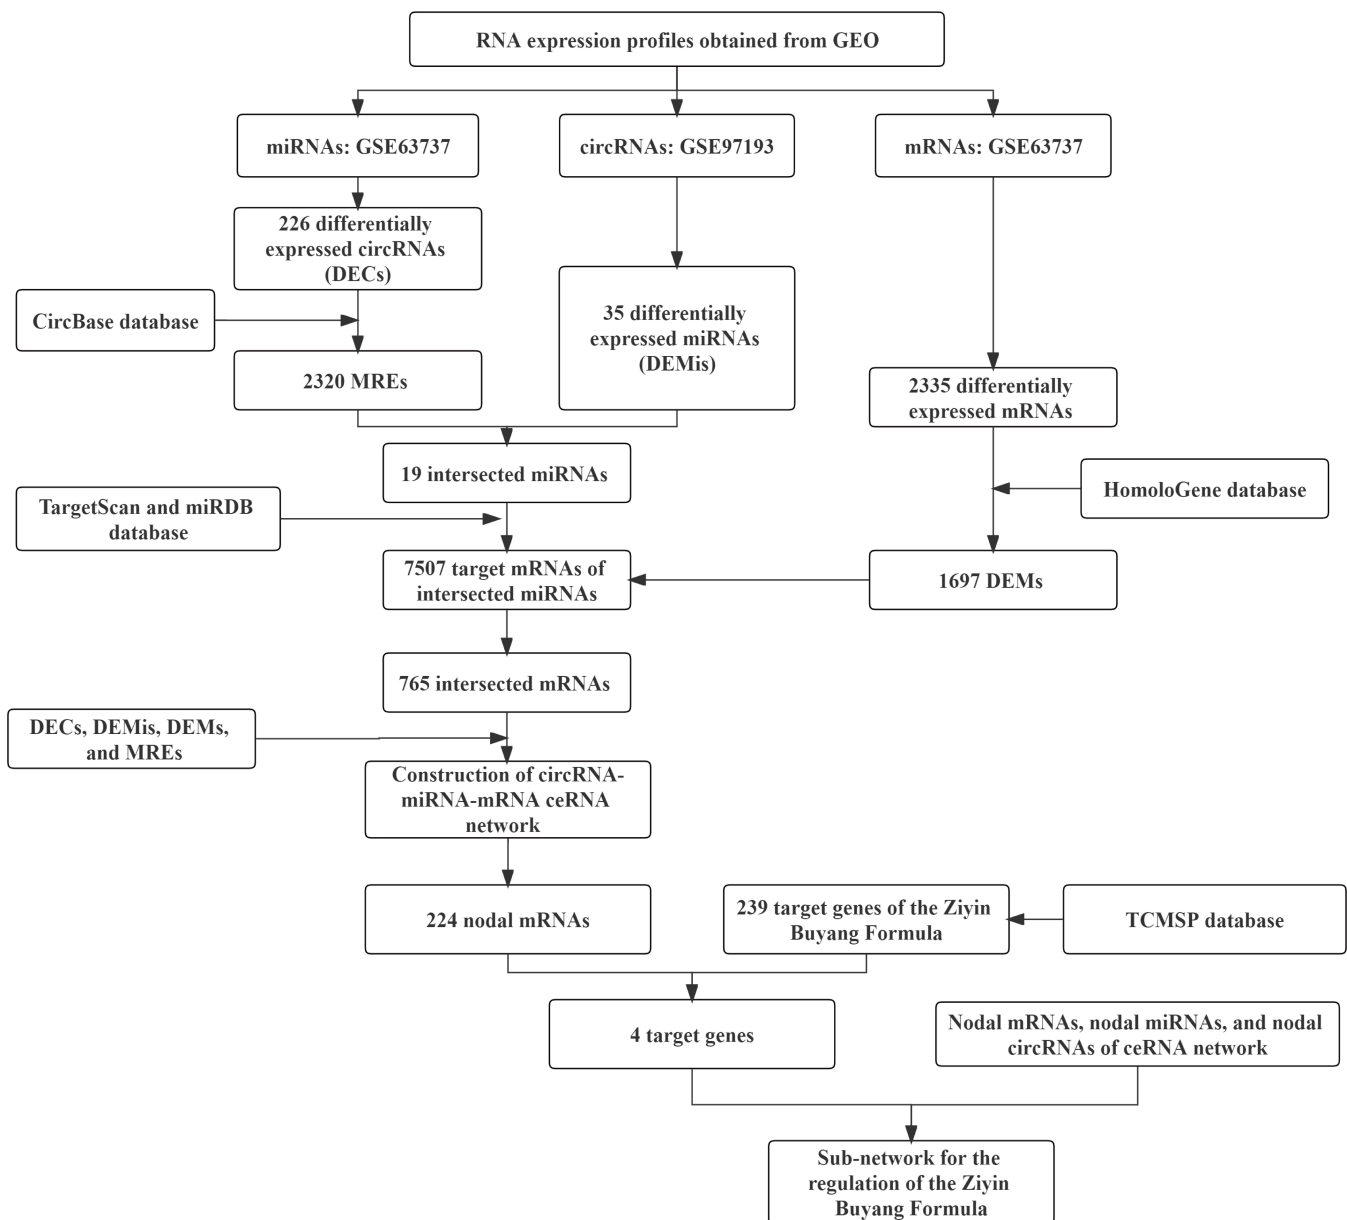 RNA expression profiles obtained from GEO
miRNAs: GSE63737
circRNAs: GSE97193
mRNAs: GSE63737
226 differentially
expressed circRNAs
(DECs)
CircBase database
35 differentially
expressed miRNAs
(DEMis)
2320 MREs
2335 differentially
expressed mRNAs
19 intersected miRNAs
HomoloGene database
TargetScan and miRDB
database
7507 target mRNAs of
intersected miRNAs
1697 DEMs
765 intersected mRNAs
DECs, DEMis, DEMs,
and MREs
Construction of circRNA-
miRNA-mRNA ceRNA
network
224 nodal mRNAs
239 target genes of the Ziyin
Buyang Formula
TCMSP database
4 target genes
Nodal mRNAs, nodal miRNAs, and nodal
circRNAs of ceRNA network
Sub-network for the
regulation of the Ziyin
Buyang Formula